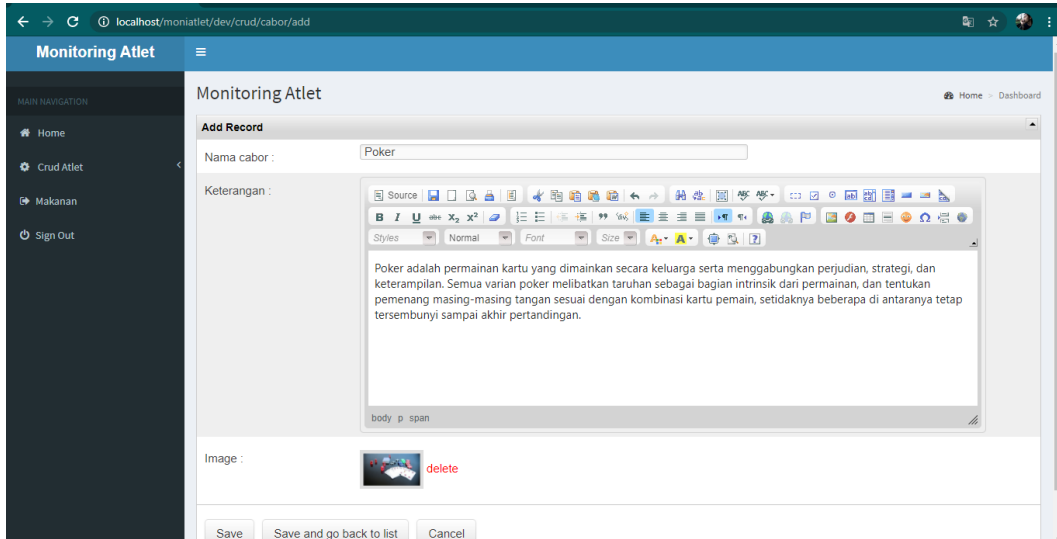 localhost/moniatlet/dev/crud/cabor/add
Monitoring Atlet
MAIN NAVIGATION
Home
Crud Atlet
Makanan
Sign Out
Monitoring Atlet
Home > Dashboard
Add Record
Nama cabor :
Poker
Keterangan :
Source
B I U abc X₂ X²
Styles Normal Font Size A A
Poker adalah permainan kartu yang dimainkan secara keluarga serta menggabungkan perjudian, strategi, dan
keterampilan. Semua varian poker melibatkan taruhan sebagai bagian intrinsik dari permainan, dan tentukan
pemenang masing-masing tangan sesuai dengan kombinasi kartu pemain, setidaknya beberapa di antaranya tetap
tersembunyi sampai akhir pertandingan.
body p span
Image :
delete
Save
Save and go back to list
Cancel